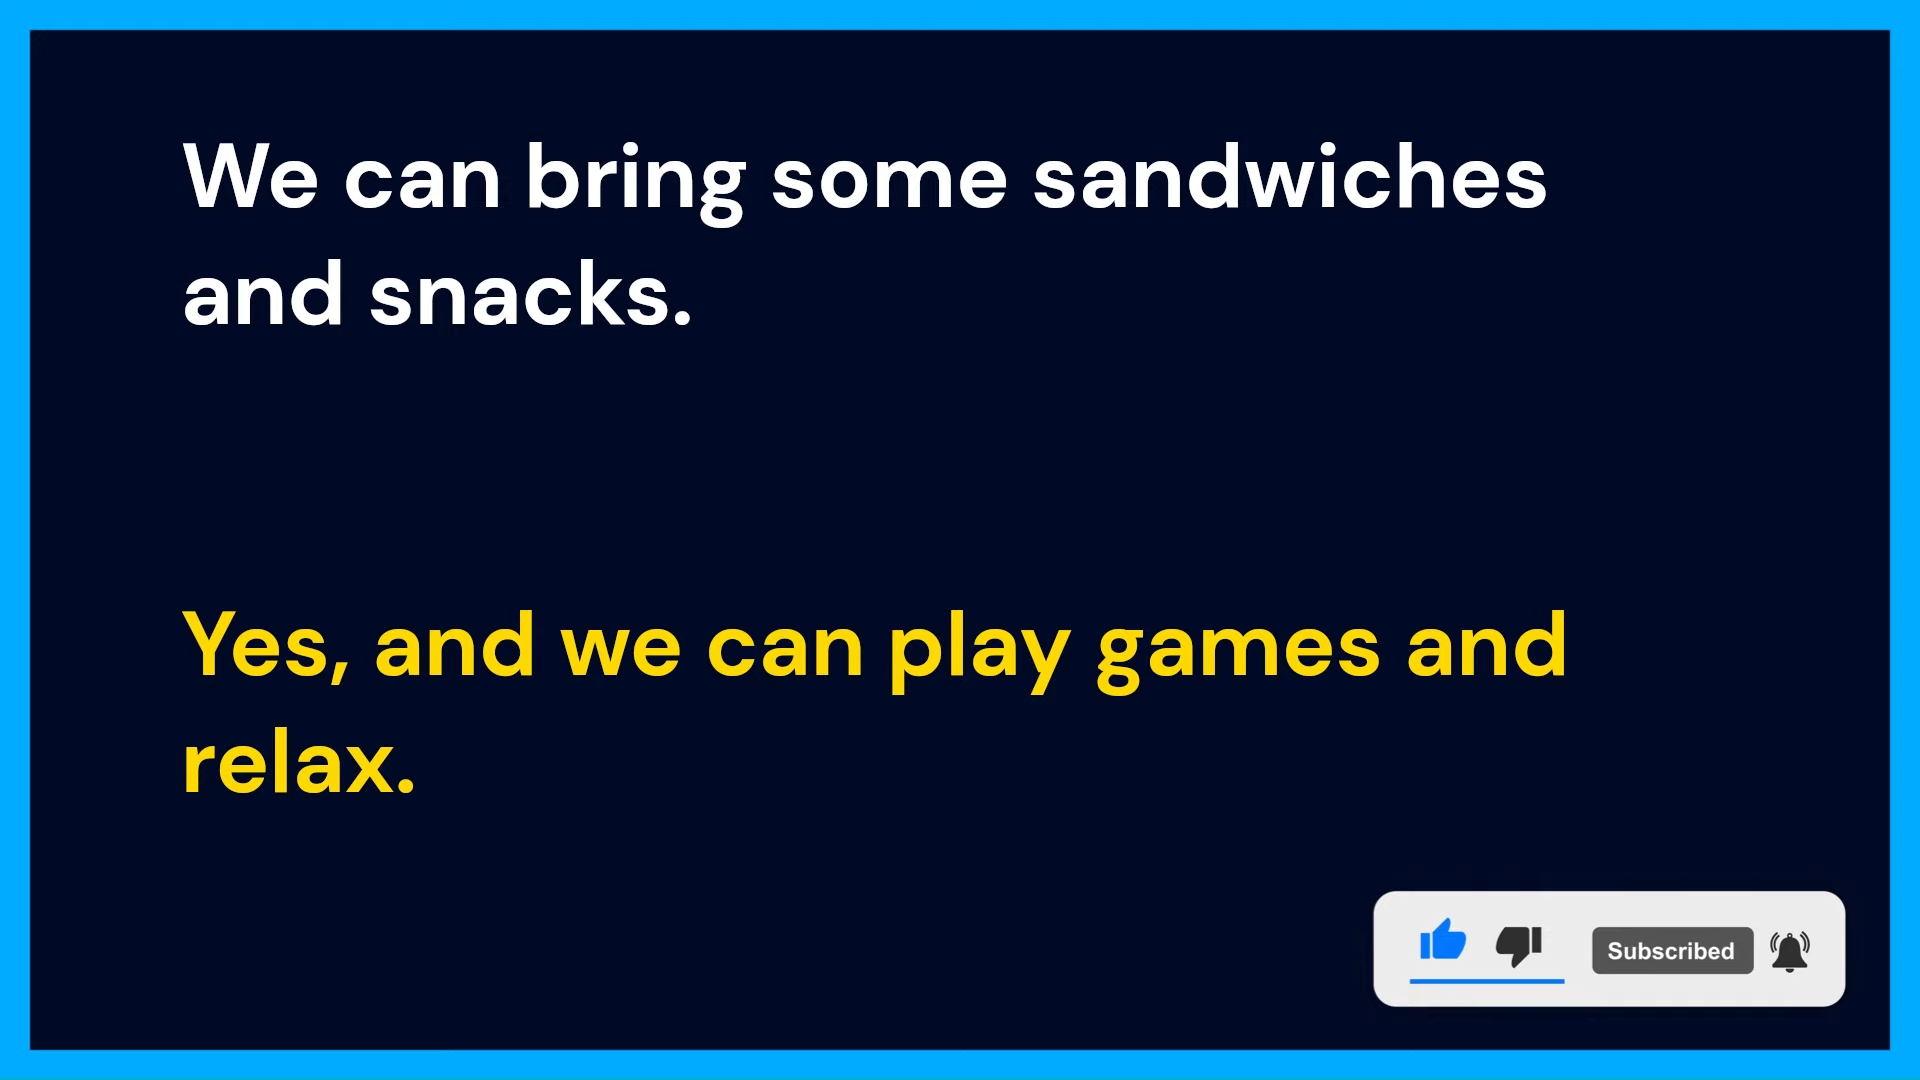 We can bring some sandwiches
and snacks.
Yes, and we can play games and
relax.
Subscribed